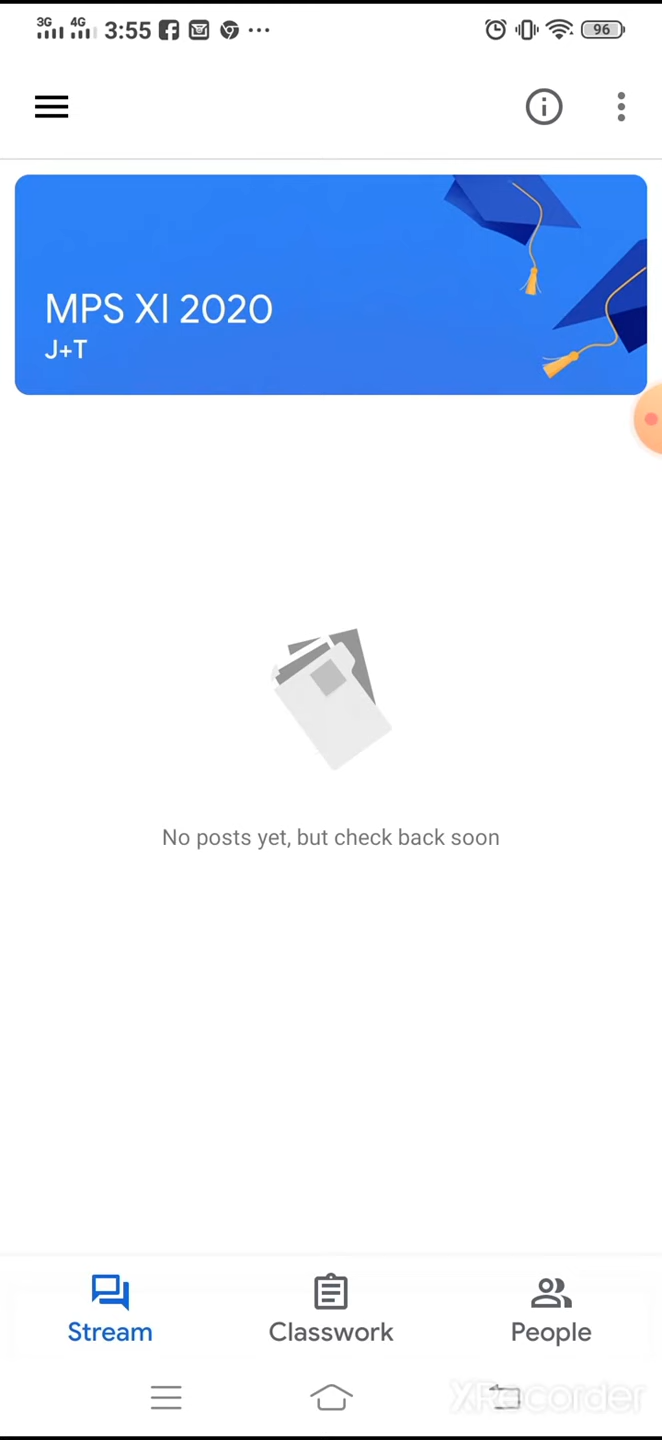 3G 4G 3:55 96
MPS XI 2020
J+T
No posts yet, but check back soon
Stream Classwork People
XRecorder